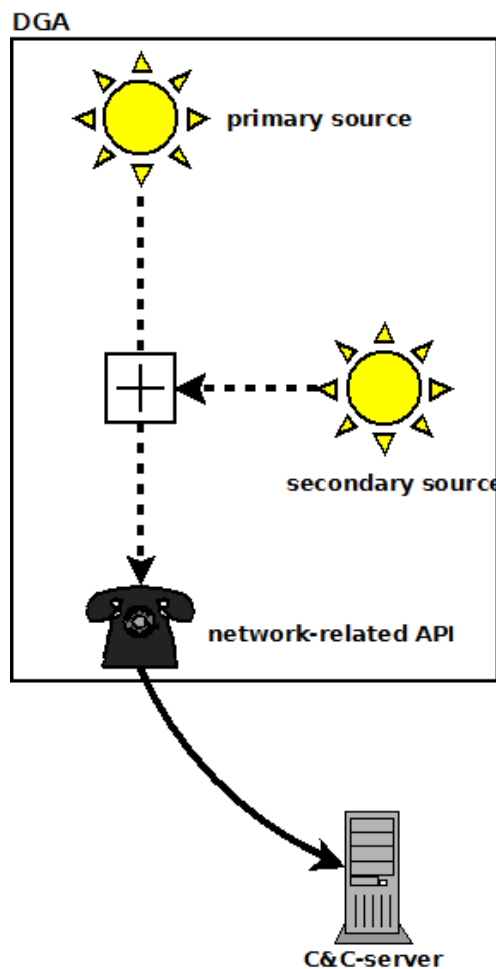 DGA
primary source
secondary source
network-related API
C&C-server